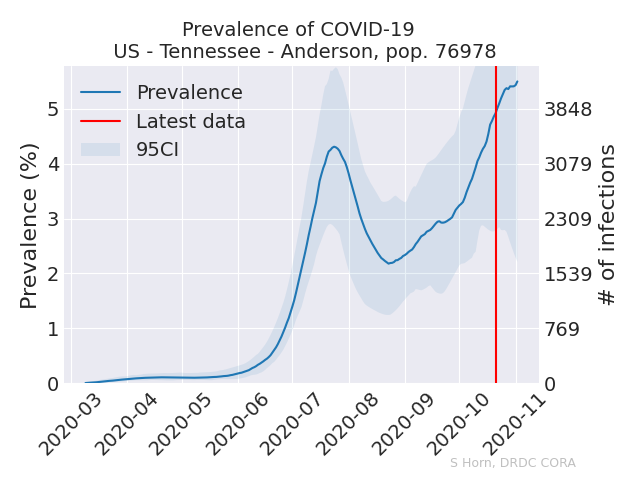 Prevalence of COVID-19
US - Tennessee - Anderson, pop. 76978
Prevalence
Latest data
95CI
Prevalence (%)
5
4
3
2
1
0
3848
3079
2309
1539
769
0
# of infections
2020-03
2020-04
2020-05
2020-06
2020-07
2020-08
2020-09
2020-10
2020-11
S Horn, DRDC CORA